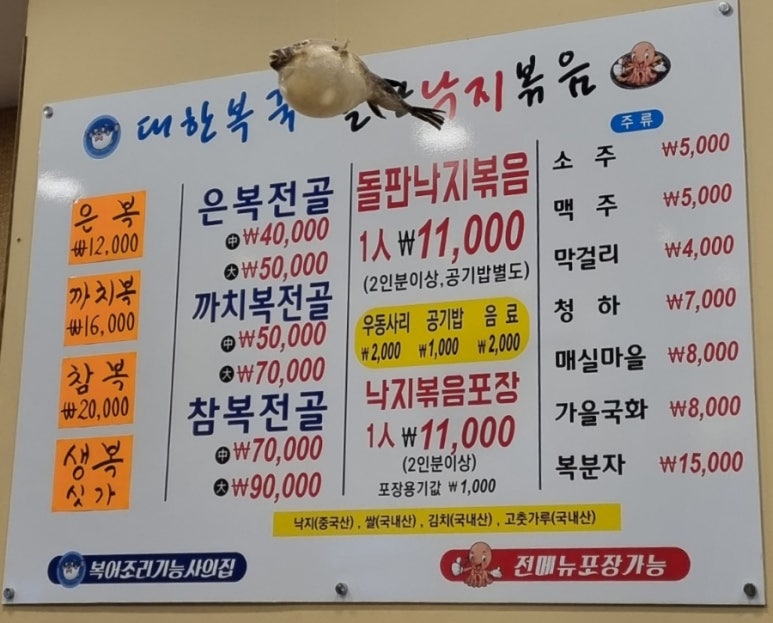 대한복국 낙지볶음
은복
₩12,000
까치복
₩16,000
참복
₩20,000
생복
싯가
은복전골
中 ₩40,000
大 ₩50,000
까치복전골
中 ₩50,000
大 ₩70,000
참복전골
中 ₩70,000
大 ₩90,000
돌판낙지볶음
1人 ₩11,000
(2인분이상,공기밥별도)
우동사리 공기밥 음료
₩2,000 ₩1,000 ₩2,000
낙지볶음포장
1人 ₩11,000
(2인분이상)
포장용기값 ₩1,000
주류
소주 ₩5,000
맥주 ₩5,000
막걸리 ₩4,000
청하 ₩7,000
매실마을 ₩8,000
가을국화 ₩8,000
복분자 ₩15,000
낙지(중국산), 쌀(국내산), 김치(국내산), 고춧가루(국내산)
복어조리기능사의집
전메뉴포장가능